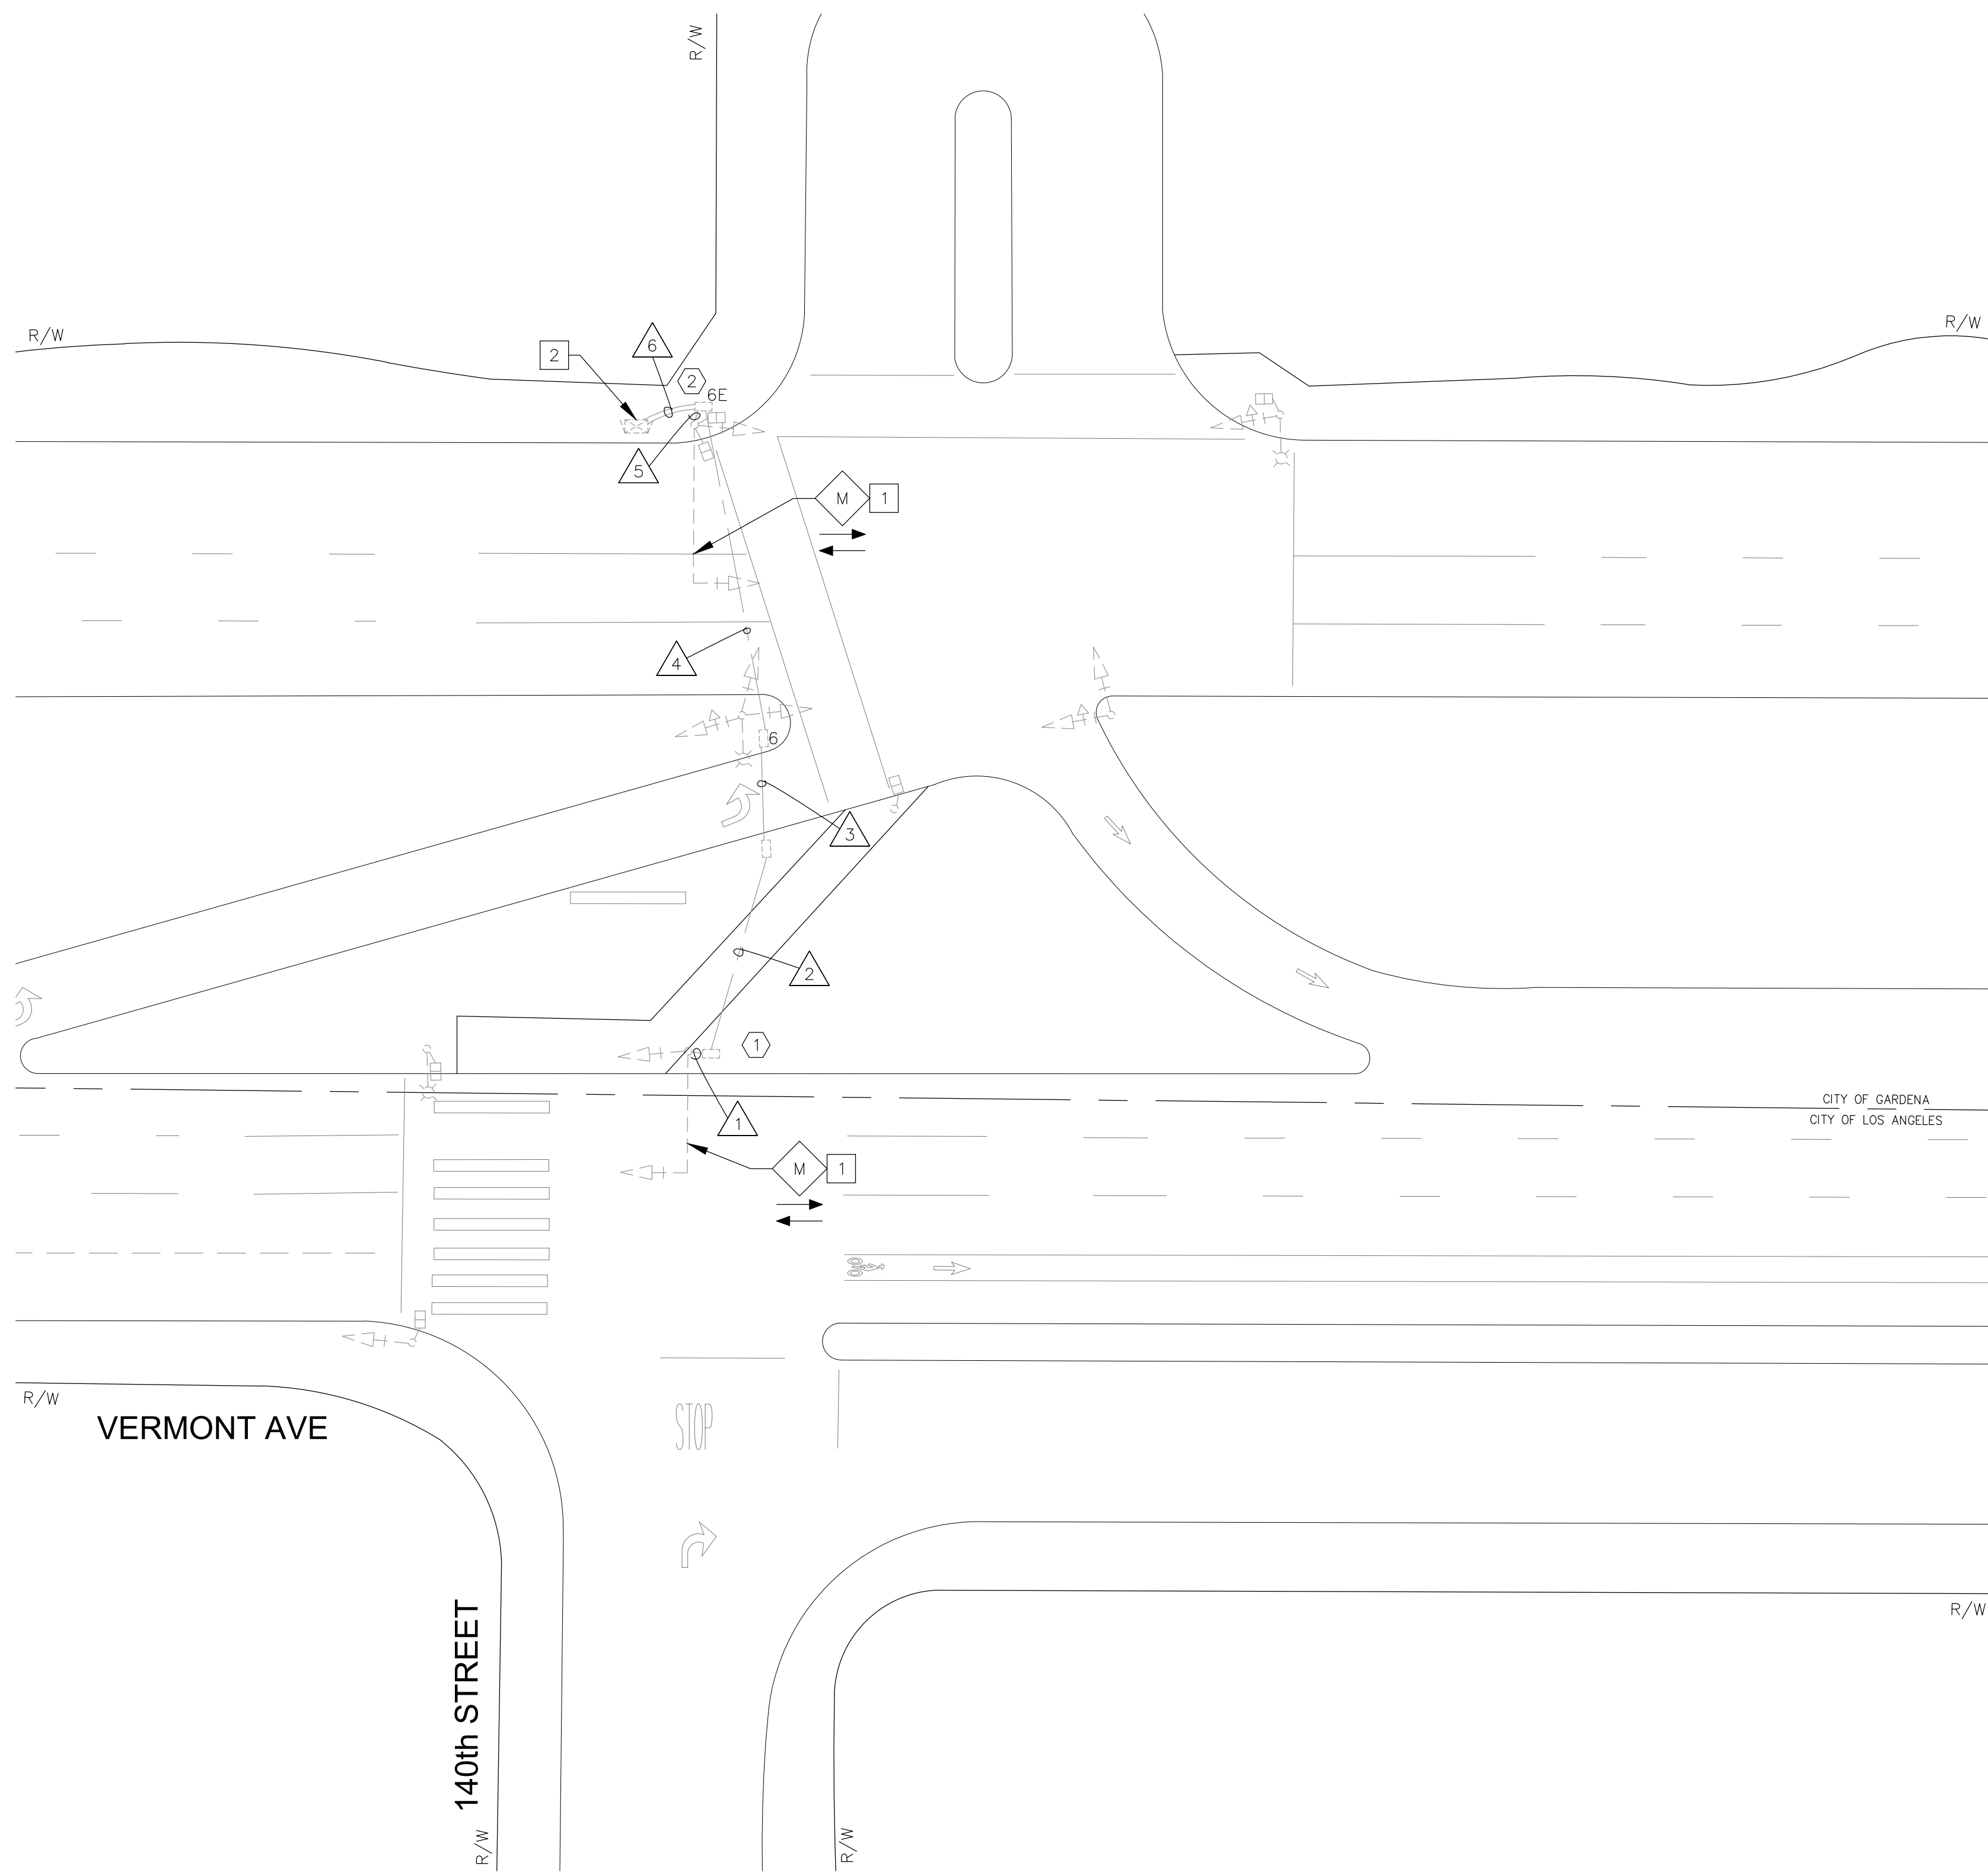 R/W
R/W
R/W
2
6
2
6E
5
M 1
4
6
3
2
1
1
CITY OF GARDENA
CITY OF LOS ANGELES
M 1
R/W
VERMONT AVE
STOP
140th STREET
R/W
R/W
R/W